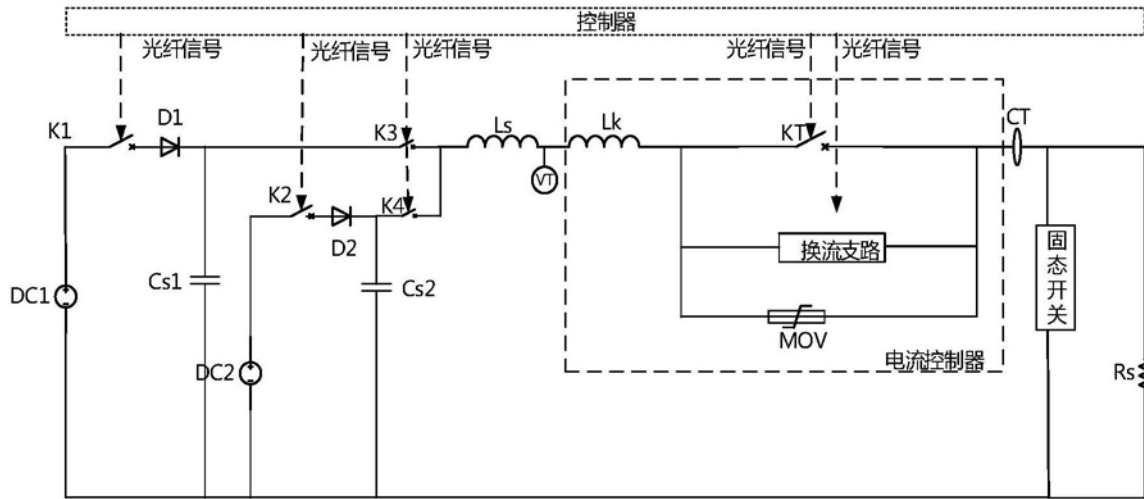 控制器
光纤信号
光纤信号
光纤信号
光纤信号
光纤信号
K1
D1
K3
Ls
Lk
KT
CT
VT
K2
K4
D2
换流支路
固态开关
Cs1
Cs2
DC1
MOV
电流控制器
DC2
Rs